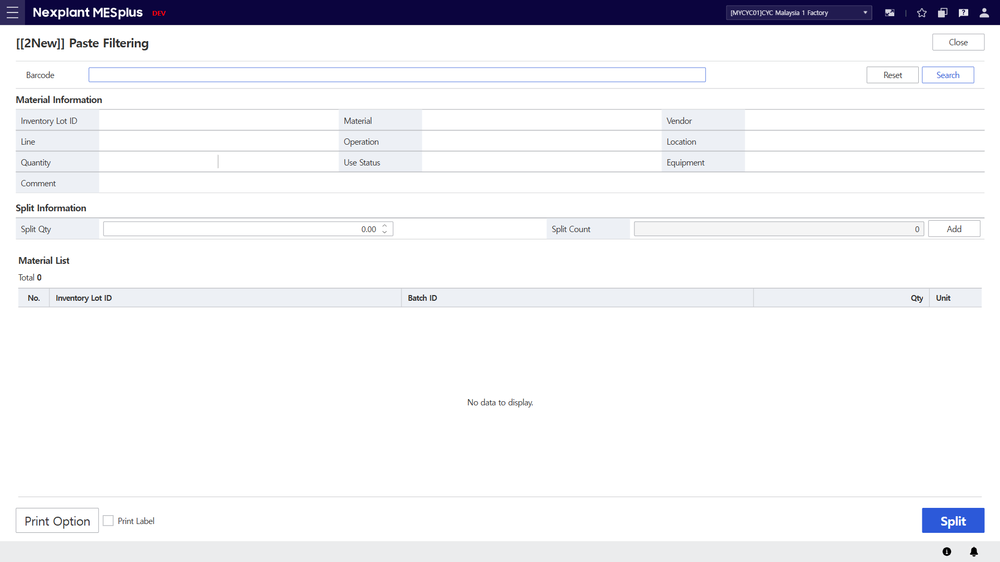 Nexplant MESplus DEV
[MYCYC01]CYC Malaysia 1 Factory
[[2New]] Paste Filtering
Close
Barcode
Reset
Search
Material Information
Inventory Lot ID
Material
Vendor
Line
Operation
Location
Quantity
Use Status
Equipment
Comment
Split Information
Split Qty
0.00
Split Count
0
Add
Material List
Total 0
No.
Inventory Lot ID
Batch ID
Qty
Unit
No data to display.
Print Option
Print Label
Split